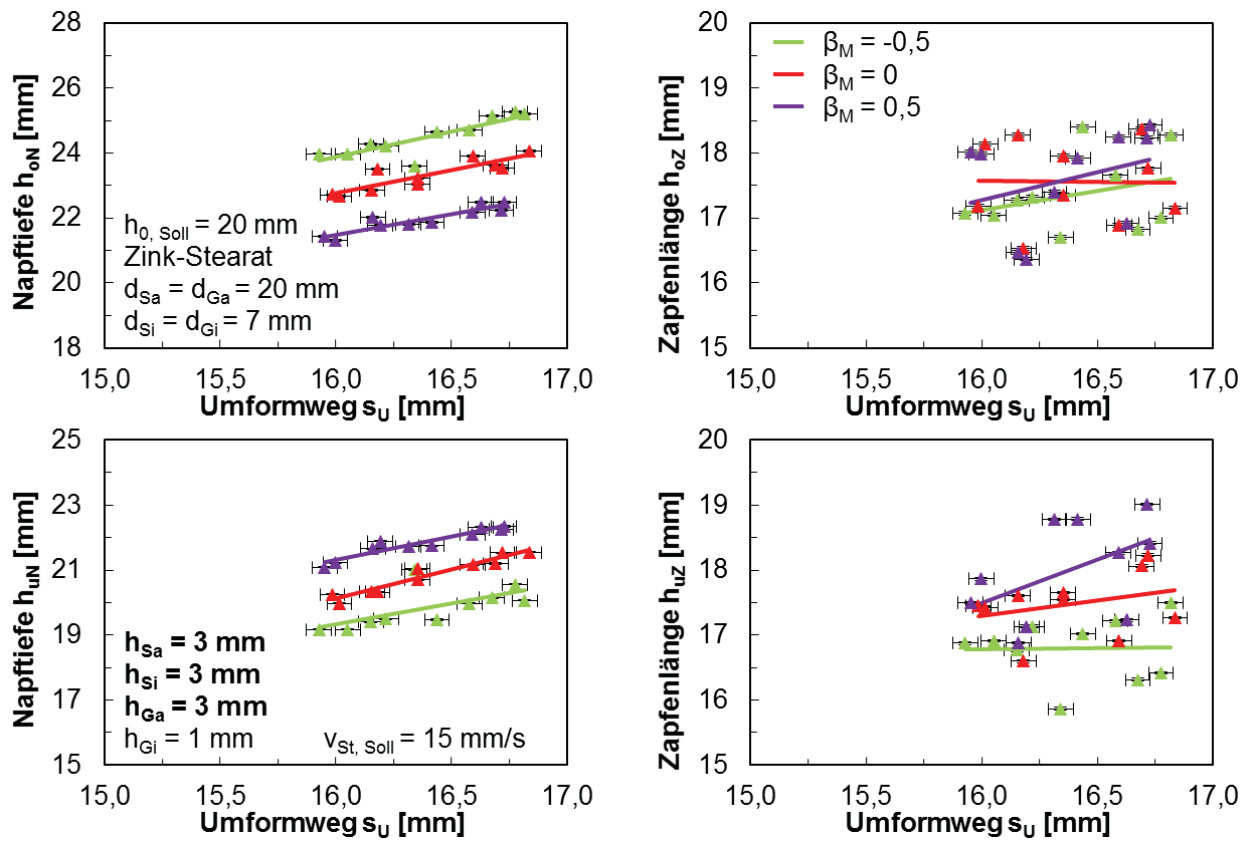 28
26
24
22
20
18
Napftiefe h_oN [mm]
h_0, Soll = 20 mm
Zink-Stearat
d_Sa = d_Ga = 20 mm
d_Si = d_Gi = 7 mm
15,0 15,5 16,0 16,5 17,0
Umformweg s_U [mm]
20
19
18
17
16
15
Zapfenlänge h_oZ [mm]
β_M = -0,5
β_M = 0
β_M = 0,5
15,0 15,5 16,0 16,5 17,0
Umformweg s_U [mm]
25
23
21
19
17
15
Napftiefe h_uN [mm]
h_Sa = 3 mm
h_Si = 3 mm
h_Ga = 3 mm
h_Gi = 1 mm v_St, Soll = 15 mm/s
15,0 15,5 16,0 16,5 17,0
Umformweg s_U [mm]
20
19
18
17
16
15
Zapfenlänge h_uZ [mm]
15,0 15,5 16,0 16,5 17,0
Umformweg s_U [mm]